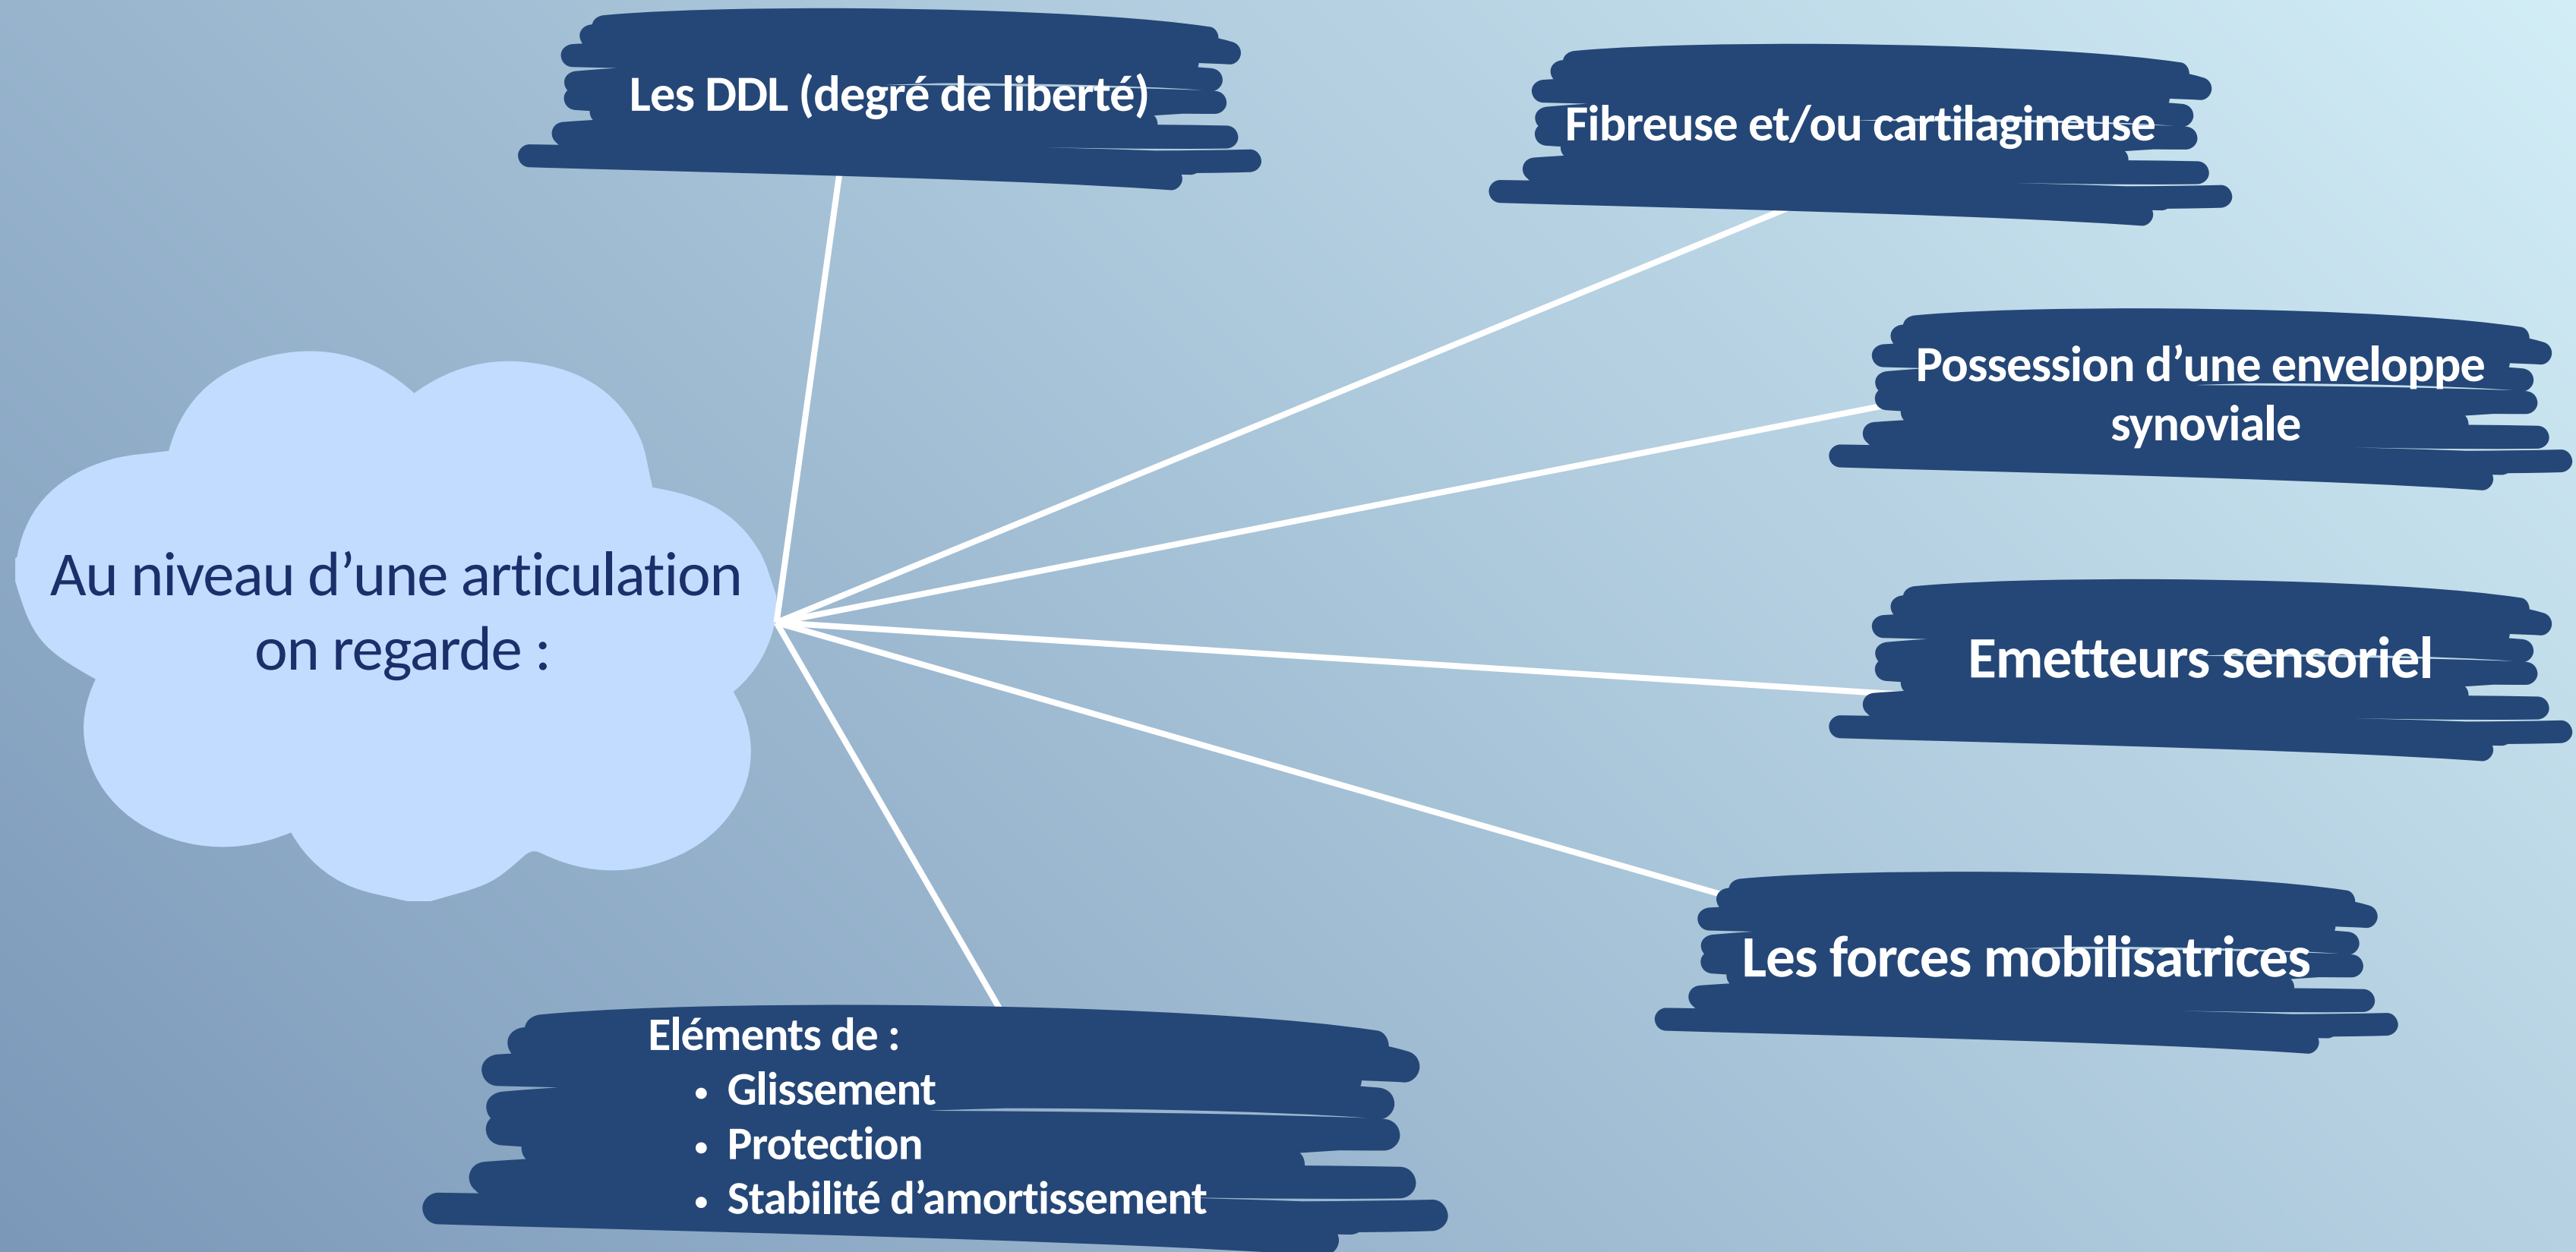 Les DDL (degré de liberté)
Fibreuse et/ou cartilagineuse
Possession d’une enveloppe
synoviale
Au niveau d’une articulation
on regarde :
Emetteurs sensoriel
Les forces mobilisatrices
Eléments de :
• Glissement
• Protection
• Stabilité d’amortissement